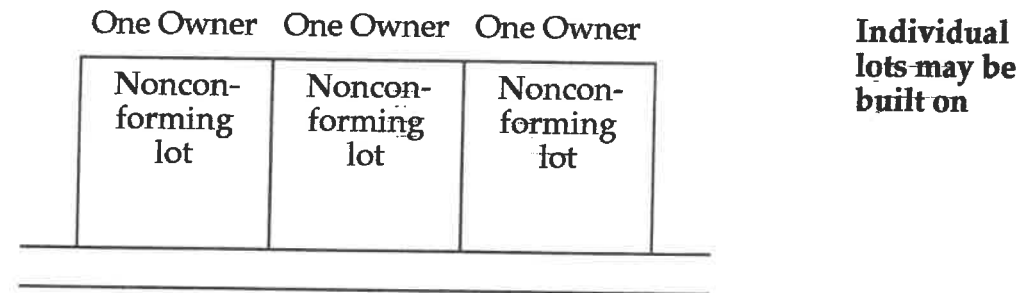 One Owner One Owner One Owner
Noncon-
forming
lot
Noncon-
forming
lot
Noncon-
forming
lot
Individual
lots may be
built on